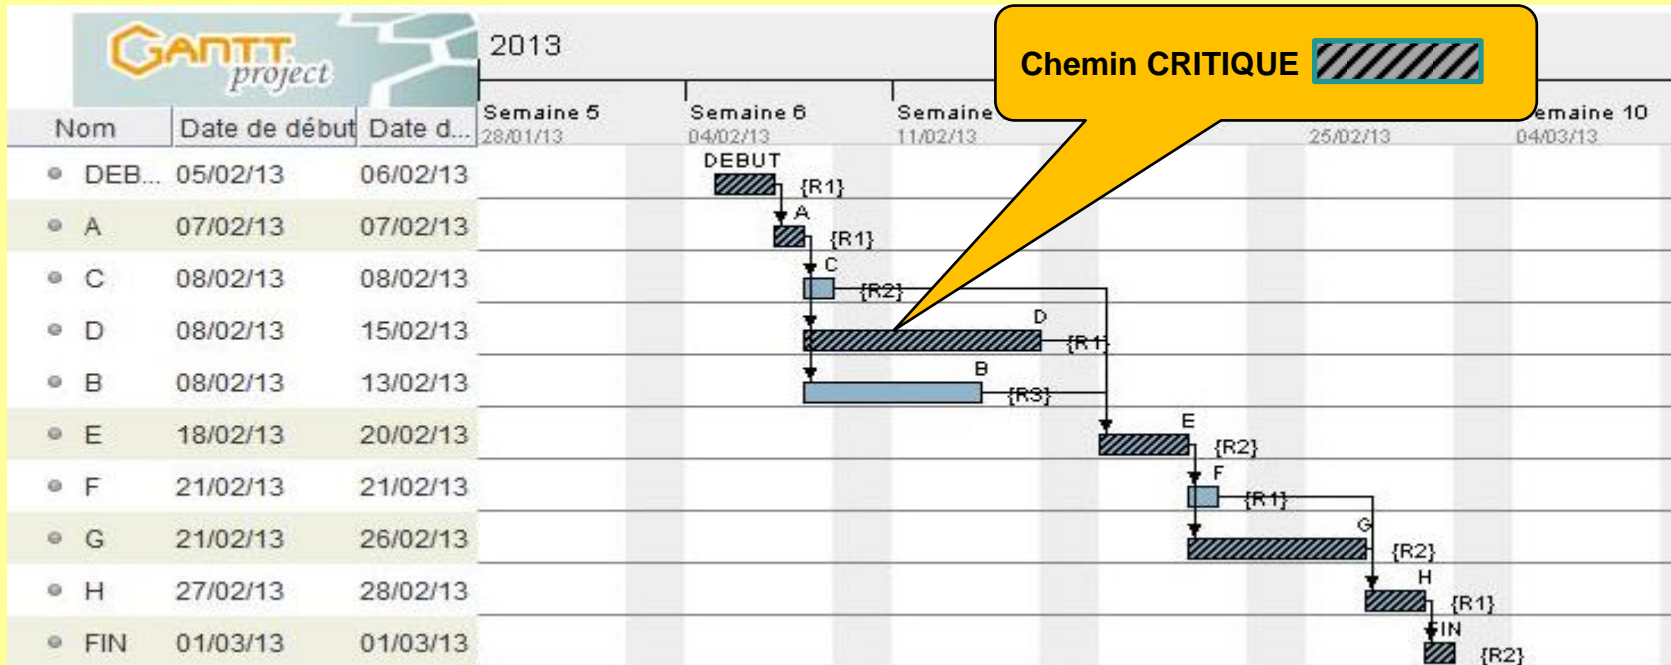 GANTT
project
2013
Chemin CRITIQUE
Nom Date de début Date d...
Semaine 5
28/01/13
Semaine 6
04/02/13
Semaine
11/02/13
25/02/13
emaine 10
04/03/13
DEB... 05/02/13 06/02/13
DEBUT
{R1}
A 07/02/13 07/02/13
A
{R1}
C 08/02/13 08/02/13
C
{R2}
D 08/02/13 15/02/13
D
{R1}
B 08/02/13 13/02/13
B
{R3}
E 18/02/13 20/02/13
E
{R2}
F 21/02/13 21/02/13
F
{R1}
G 21/02/13 26/02/13
G
{R2}
H 27/02/13 28/02/13
H
{R1}
FIN 01/03/13 01/03/13
FIN
{R2}